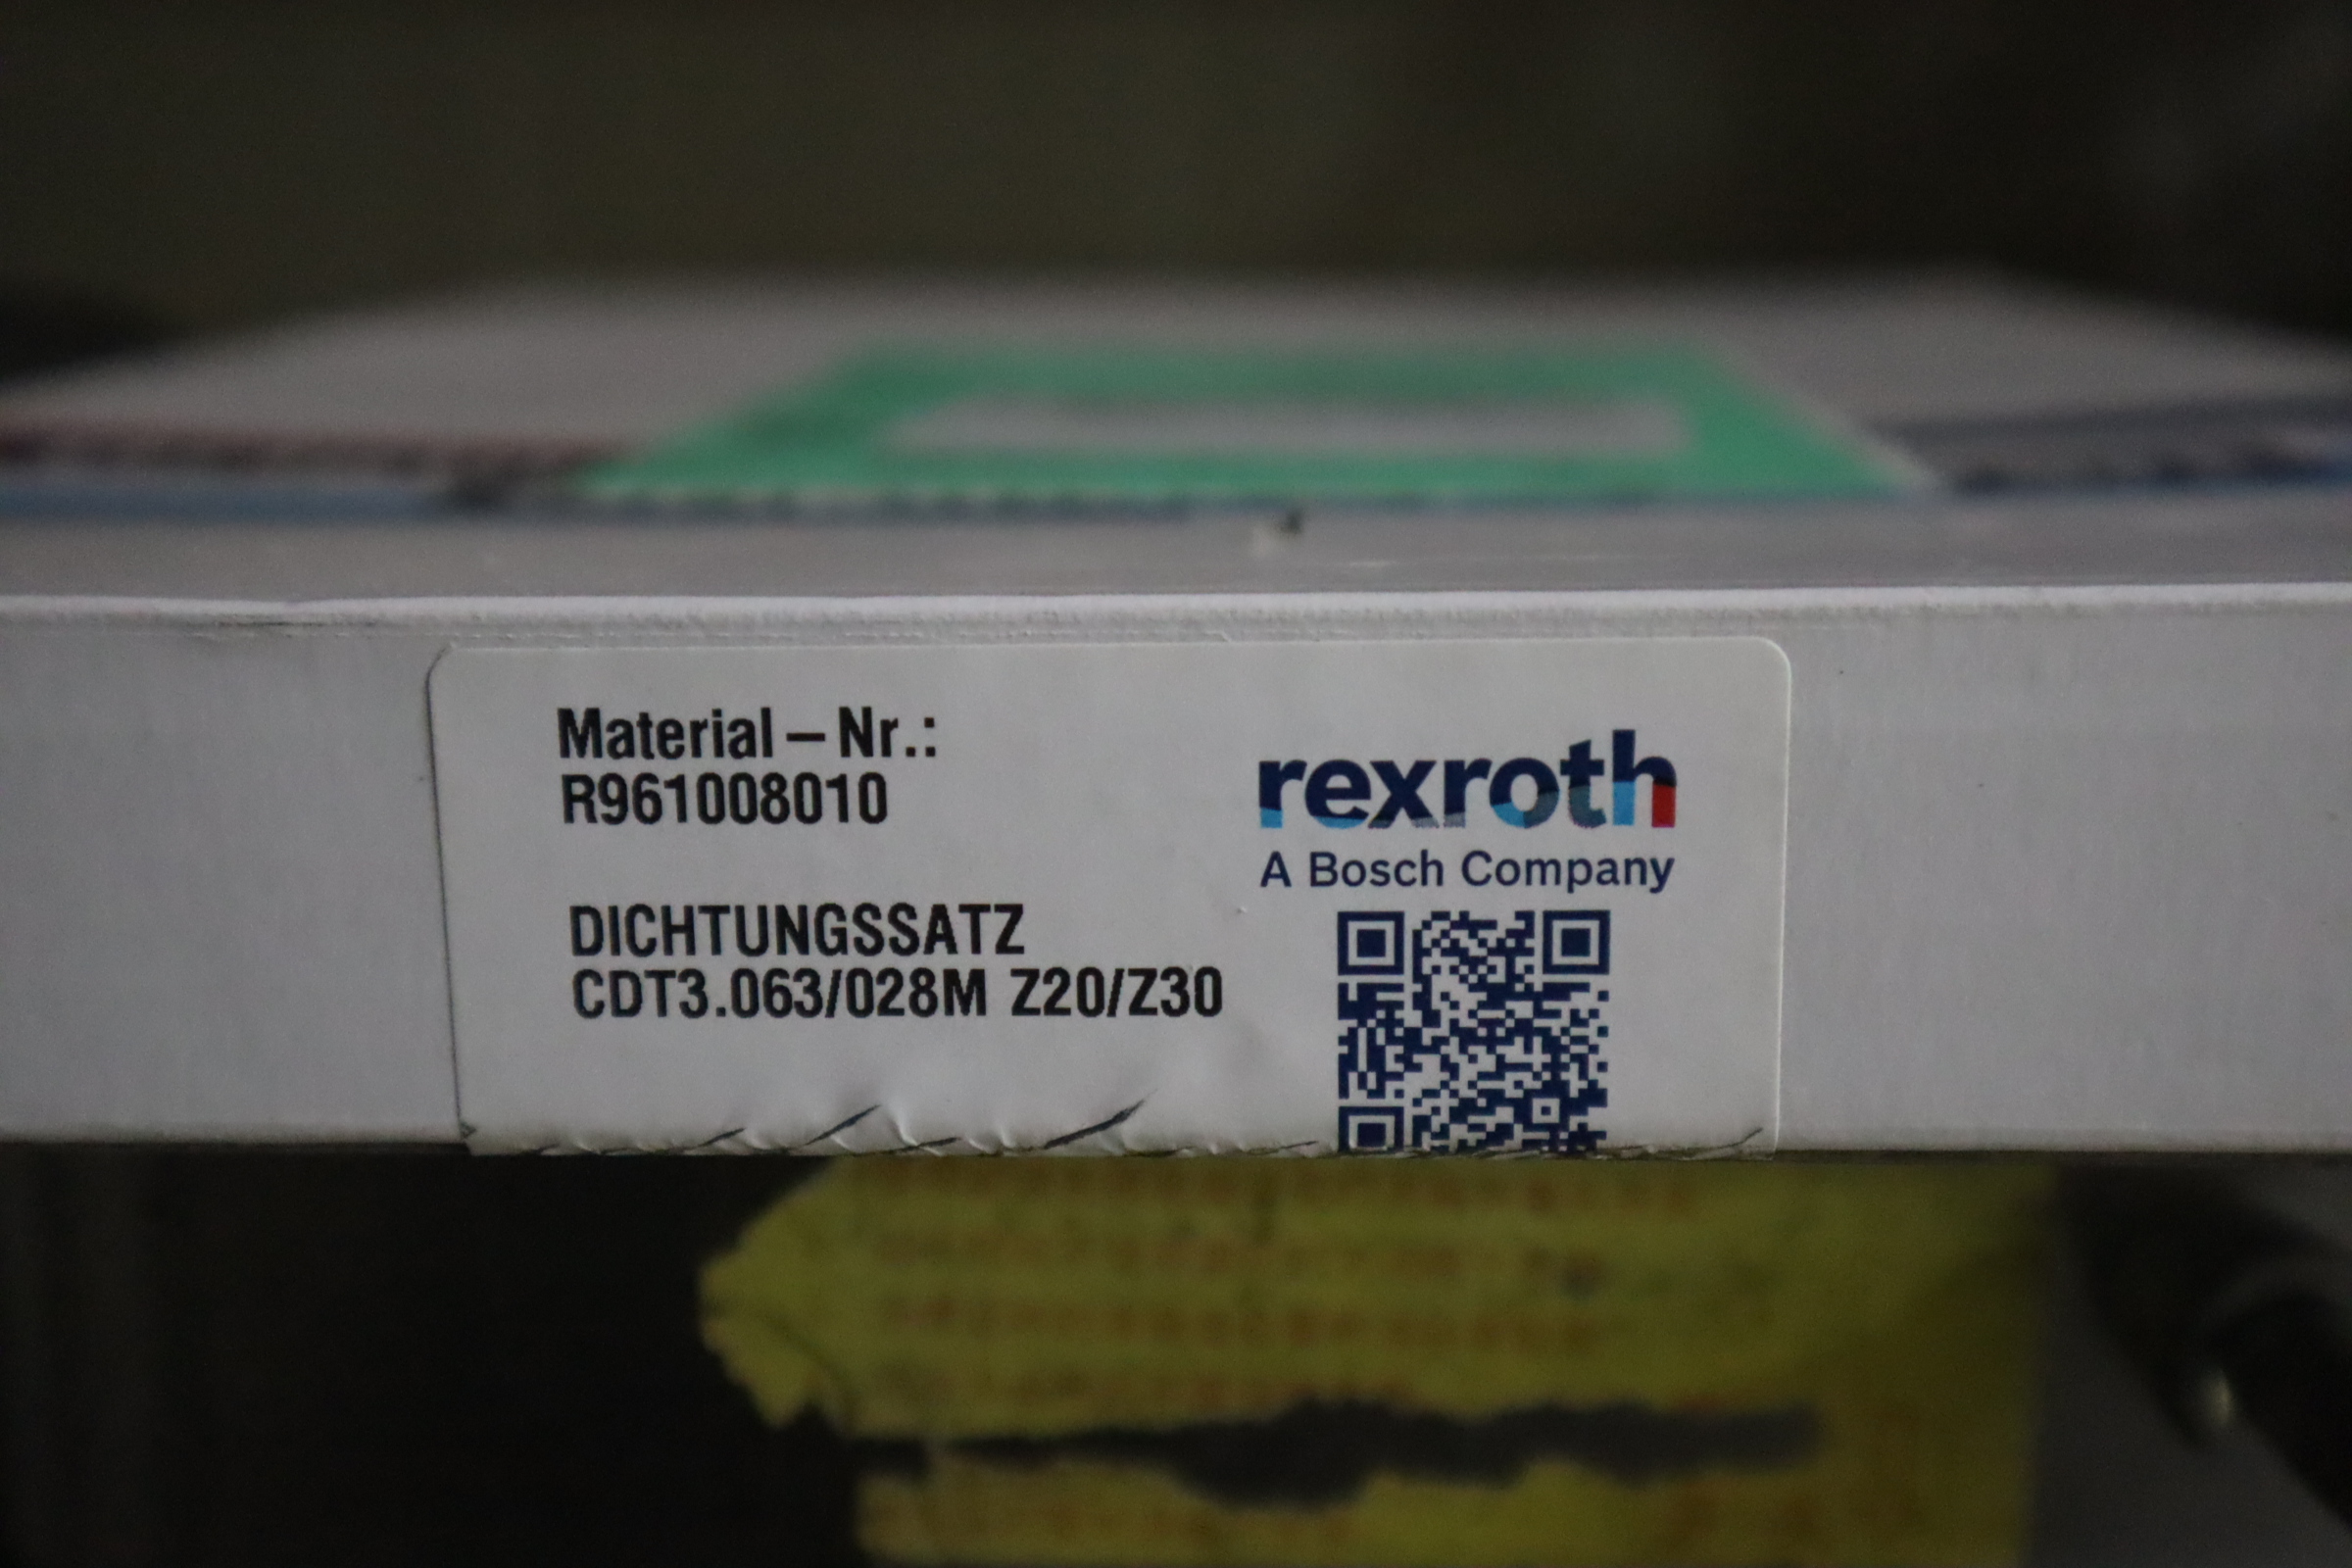 Material – Nr.:
R961008010
DICHTUNGSSATZ
CDT3.063/028M Z20/Z30
rexroth
A Bosch Company